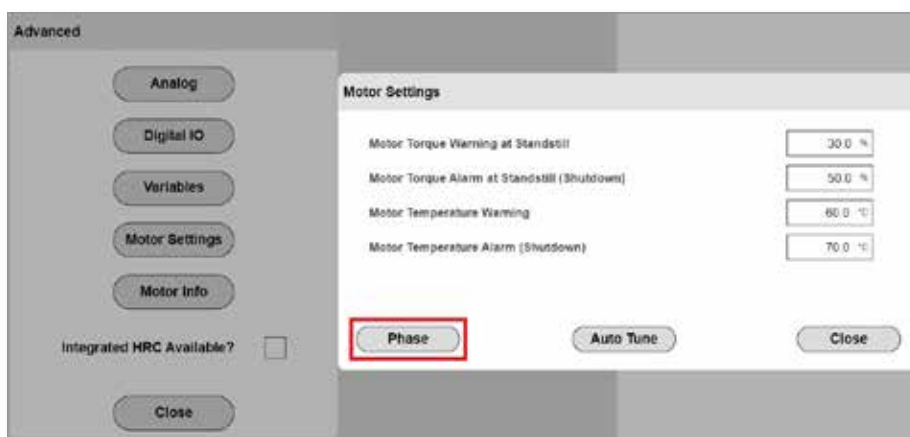 Advanced
Analog
Digital IO
Variables
Motor Settings
Motor Info
Integrated HRC Available?
Close
Motor Settings
Motor Torque Warning at Standstill 30.0 %
Motor Torque Alarm at Standstill (Shutdown) 50.0 %
Motor Temperature Warning 60.0 °C
Motor Temperature Alarm (Shutdown) 70.0 °C
Phase Auto Tune Close